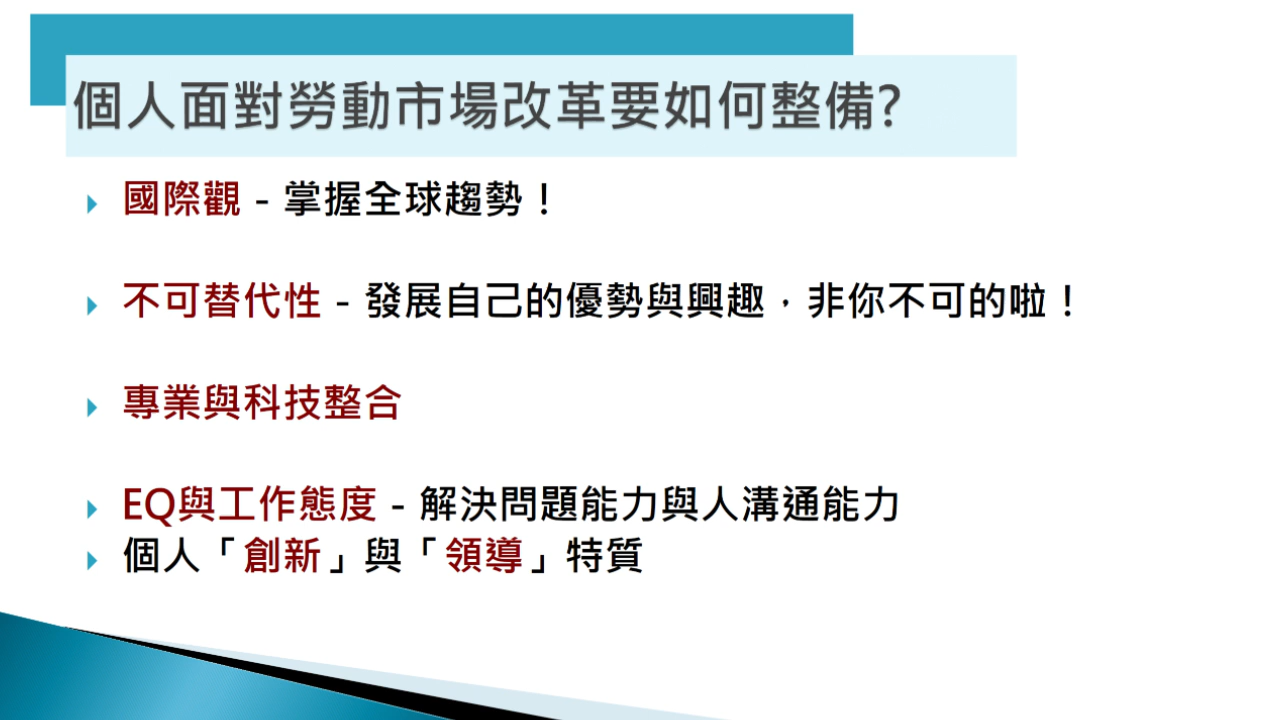 個人面對勞動市場改革要如何整備?
國際觀 - 掌握全球趨勢！
不可替代性 - 發展自己的優勢與興趣，非你不可的啦！
專業與科技整合
EQ與工作態度 - 解決問題能力與人溝通能力
個人「創新」與「領導」特質